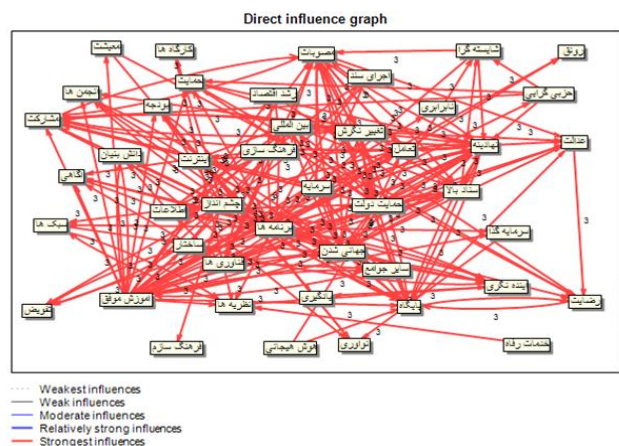 Direct influence graph
معیشت
کارگاه ها
مصوبات
شایسته گرا
رونق
انجمن ها
حمایت
اجرای سند
مشارکت
بودجه
رشد اقتصاد
نابرابری
حزبی گرایی
بین المللی
تغییر نگرش
دانش بنیان
اینترنت
فرهنگ سازی
تعامل
نهادینه
عدالت
آگاهی
سرمایه
اسناد بالا
سبک ها
اطلاعات
چشم انداز
حمایت دولت
برنامه ها
سرمایه گذا
ساختار
جهانی شدن
فناوری ها
سایر جوامع
آینده نگری
تفویض
آموزش موفق
نظریه ها
یادگیری
پایگاه
رضایت
فرهنگ سازه
هوش هیجانی
نوآوری
خدمات رفاه
Weakest influences
Weak influences
Moderate influences
Relatively strong influences
Strongest influences